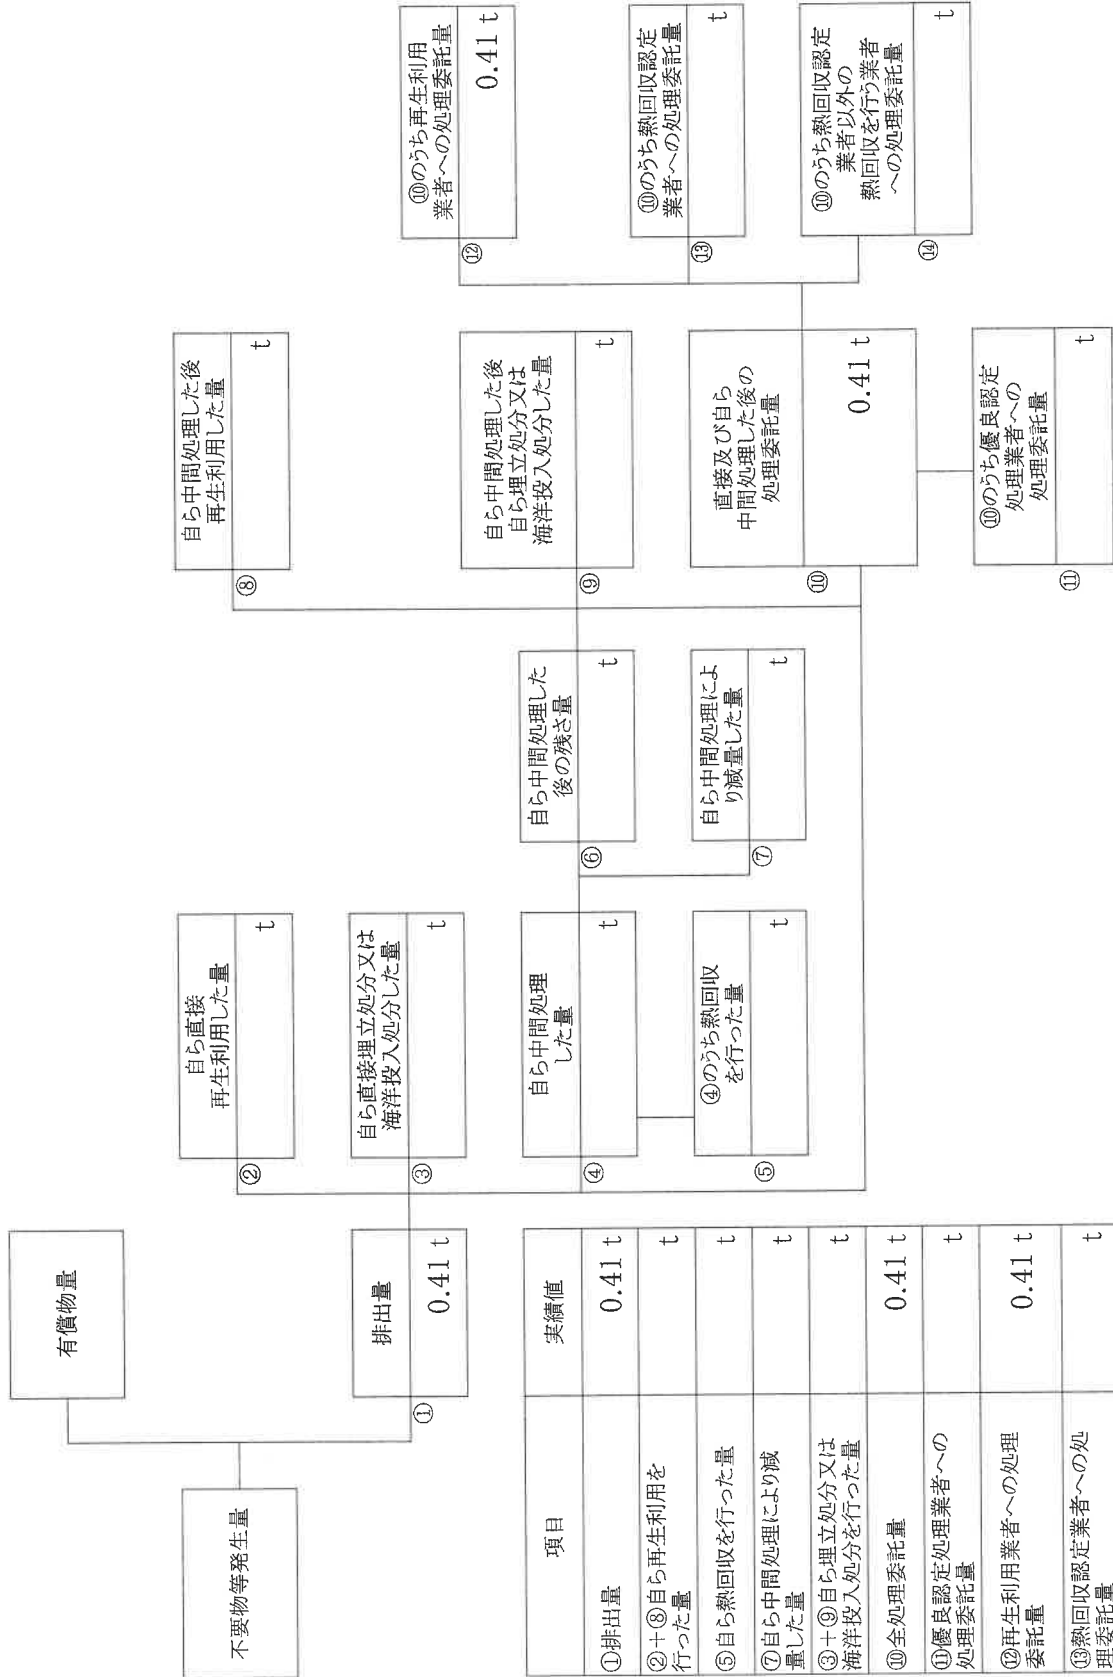 不要物等発生量
有償物量
排出量
①
0.41 t
自ら直接
再生利用した量
②
t
自ら直接埋立処分又は
海洋投入処分した量
③
t
自ら中間処理
した量
④
t
④のうち熱回収
を行った量
⑤
t
自ら中間処理した
後の残さ量
⑥
t
自ら中間処理によ
り減量した量
⑦
t
自ら中間処理した後
再生利用した量
⑧
t
自ら中間処理した後
自ら埋立処分又は
海洋投入処分した量
⑨
t
直接及び自ら
中間処理した後の
処理委託量
⑩
0.41 t
⑩のうち優良認定
処理業者への
処理委託量
⑪
t
⑩のうち再生利用
業者への処理委託量
⑫
0.41 t
⑩のうち熱回収認定
業者への処理委託量
⑬
t
⑩のうち熱回収認定
業者以外の
熱回収を行う業者
への処理委託量
⑭
t
項目
実績値
①排出量
0.41 t
②+⑧自ら再生利用を
行った量
t
⑤自ら熱回収を行った量
t
⑦自ら中間処理により減
量した量
t
③+⑨自ら埋立処分又は
海洋投入処分を行った量
t
⑩全処理委託量
0.41 t
⑪優良認定処理業者への
処理委託量
t
⑫再生利用業者への処理
委託量
0.41 t
⑬熱回収認定業者への処
理委託量
t